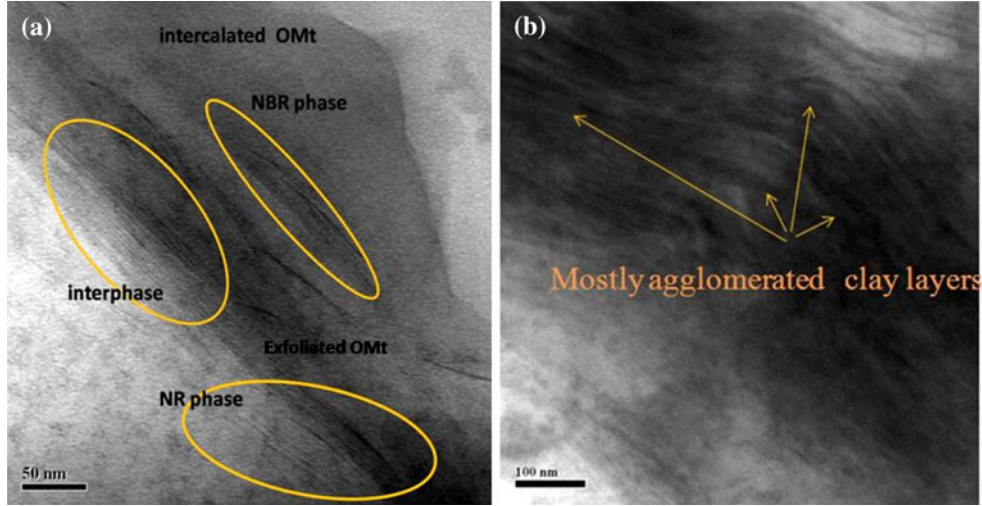 (a)
intercalated OMt
NBR phase
interphase
Exfoliated OMt
NR phase
50 nm
(b)
Mostly agglomerated clay layers
100 nm